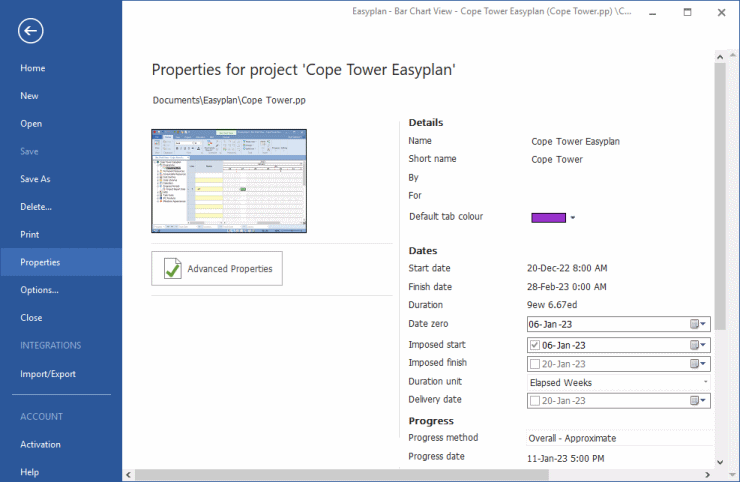 Easyplan - Bar Chart View - Cope Tower Easyplan (Cope Tower.pp) \C...
Home
New
Open
Save
Save As
Delete...
Print
Properties
Options...
Close
INTEGRATIONS
Import/Export
ACCOUNT
Activation
Help
Properties for project 'Cope Tower Easyplan'
Documents\Easyplan\Cope Tower.pp
Advanced Properties
Details
Name Cope Tower Easyplan
Short name Cope Tower
By
For
Default tab colour
Dates
Start date 20-Dec-22 8:00 AM
Finish date 28-Feb-23 0:00 AM
Duration 9ew 6.67ed
Date zero 06-Jan-23
Imposed start 06-Jan-23
Imposed finish 20-Jan-23
Duration unit Elapsed Weeks
Delivery date 20-Jan-23
Progress
Progress method Overall - Approximate
Progress date 11-Jan-23 5:00 PM